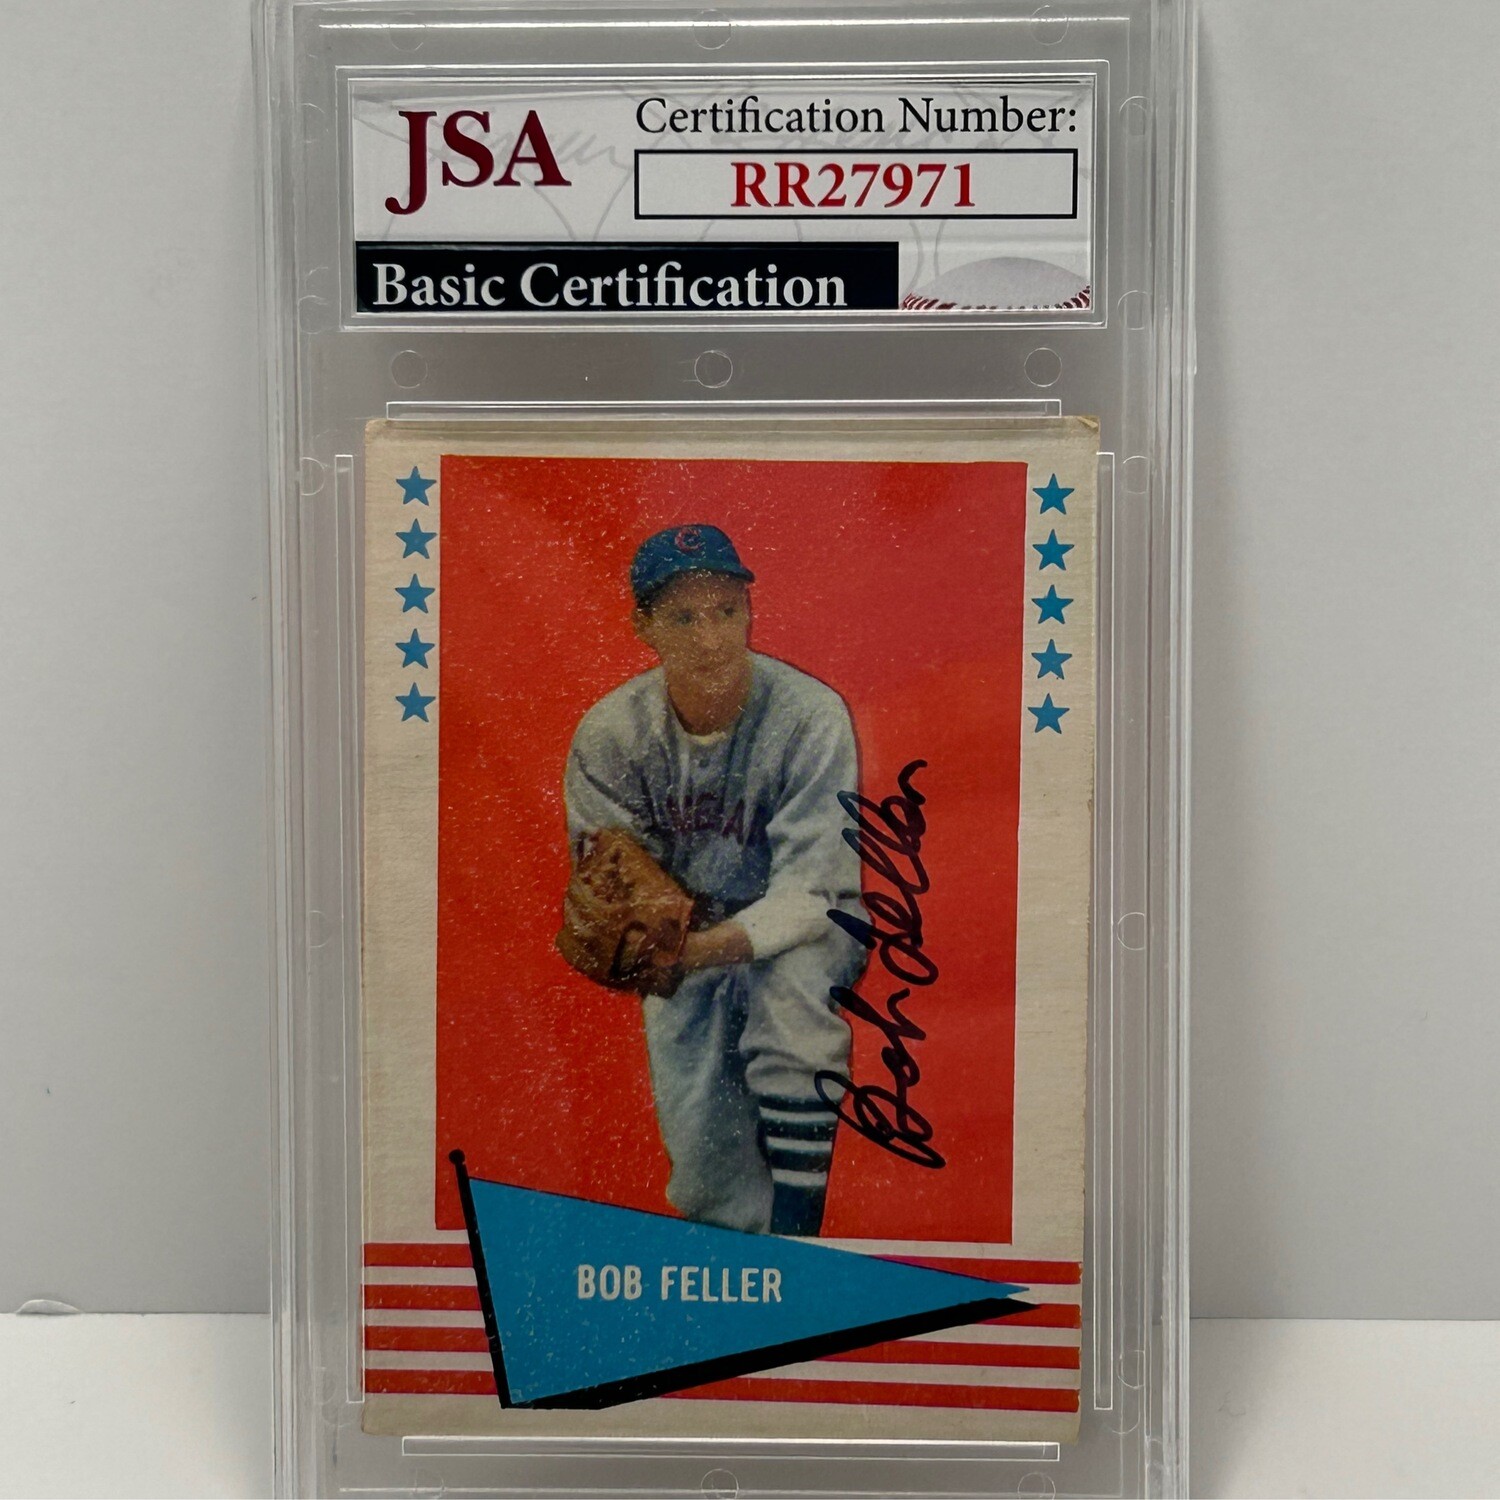 JSA
Certification Number:
RR27971
Basic Certification
C
Bob Feller
BOB FELLER